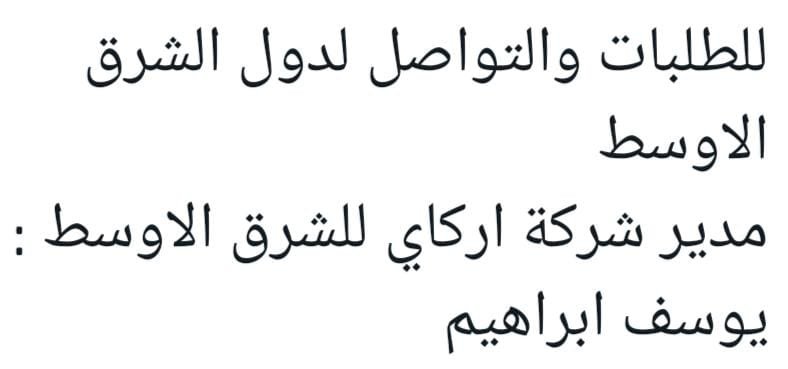 للطلبات والتواصل لدول الشرق
الاوسط
مدير شركة اركاي للشرق الاوسط :
يوسف ابراهيم